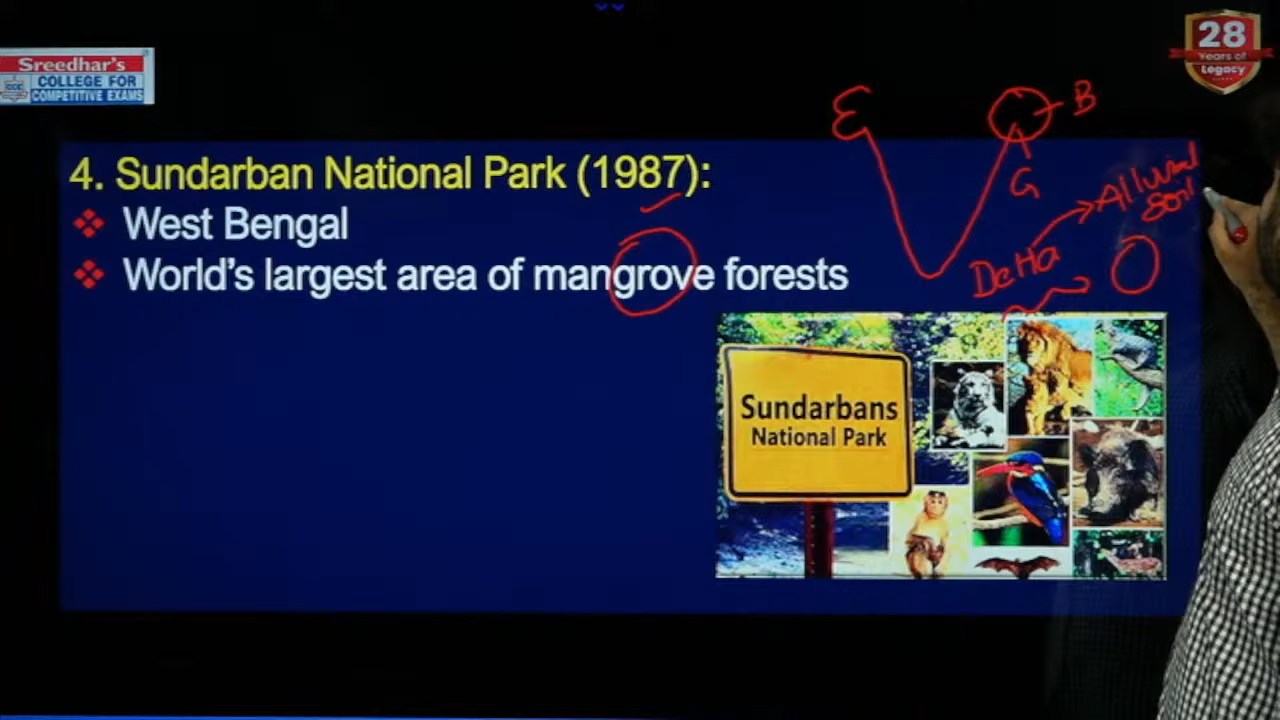 Sreedhar's
COLLEGE FOR
COMPETITIVE EXAMS
28
Years of
Legacy
B
G
4. Sundarban National Park (1987):
❖ West Bengal
❖ World's largest area of mangrove forests
Delta
Alluvial
Soil
Sundarbans
National Park